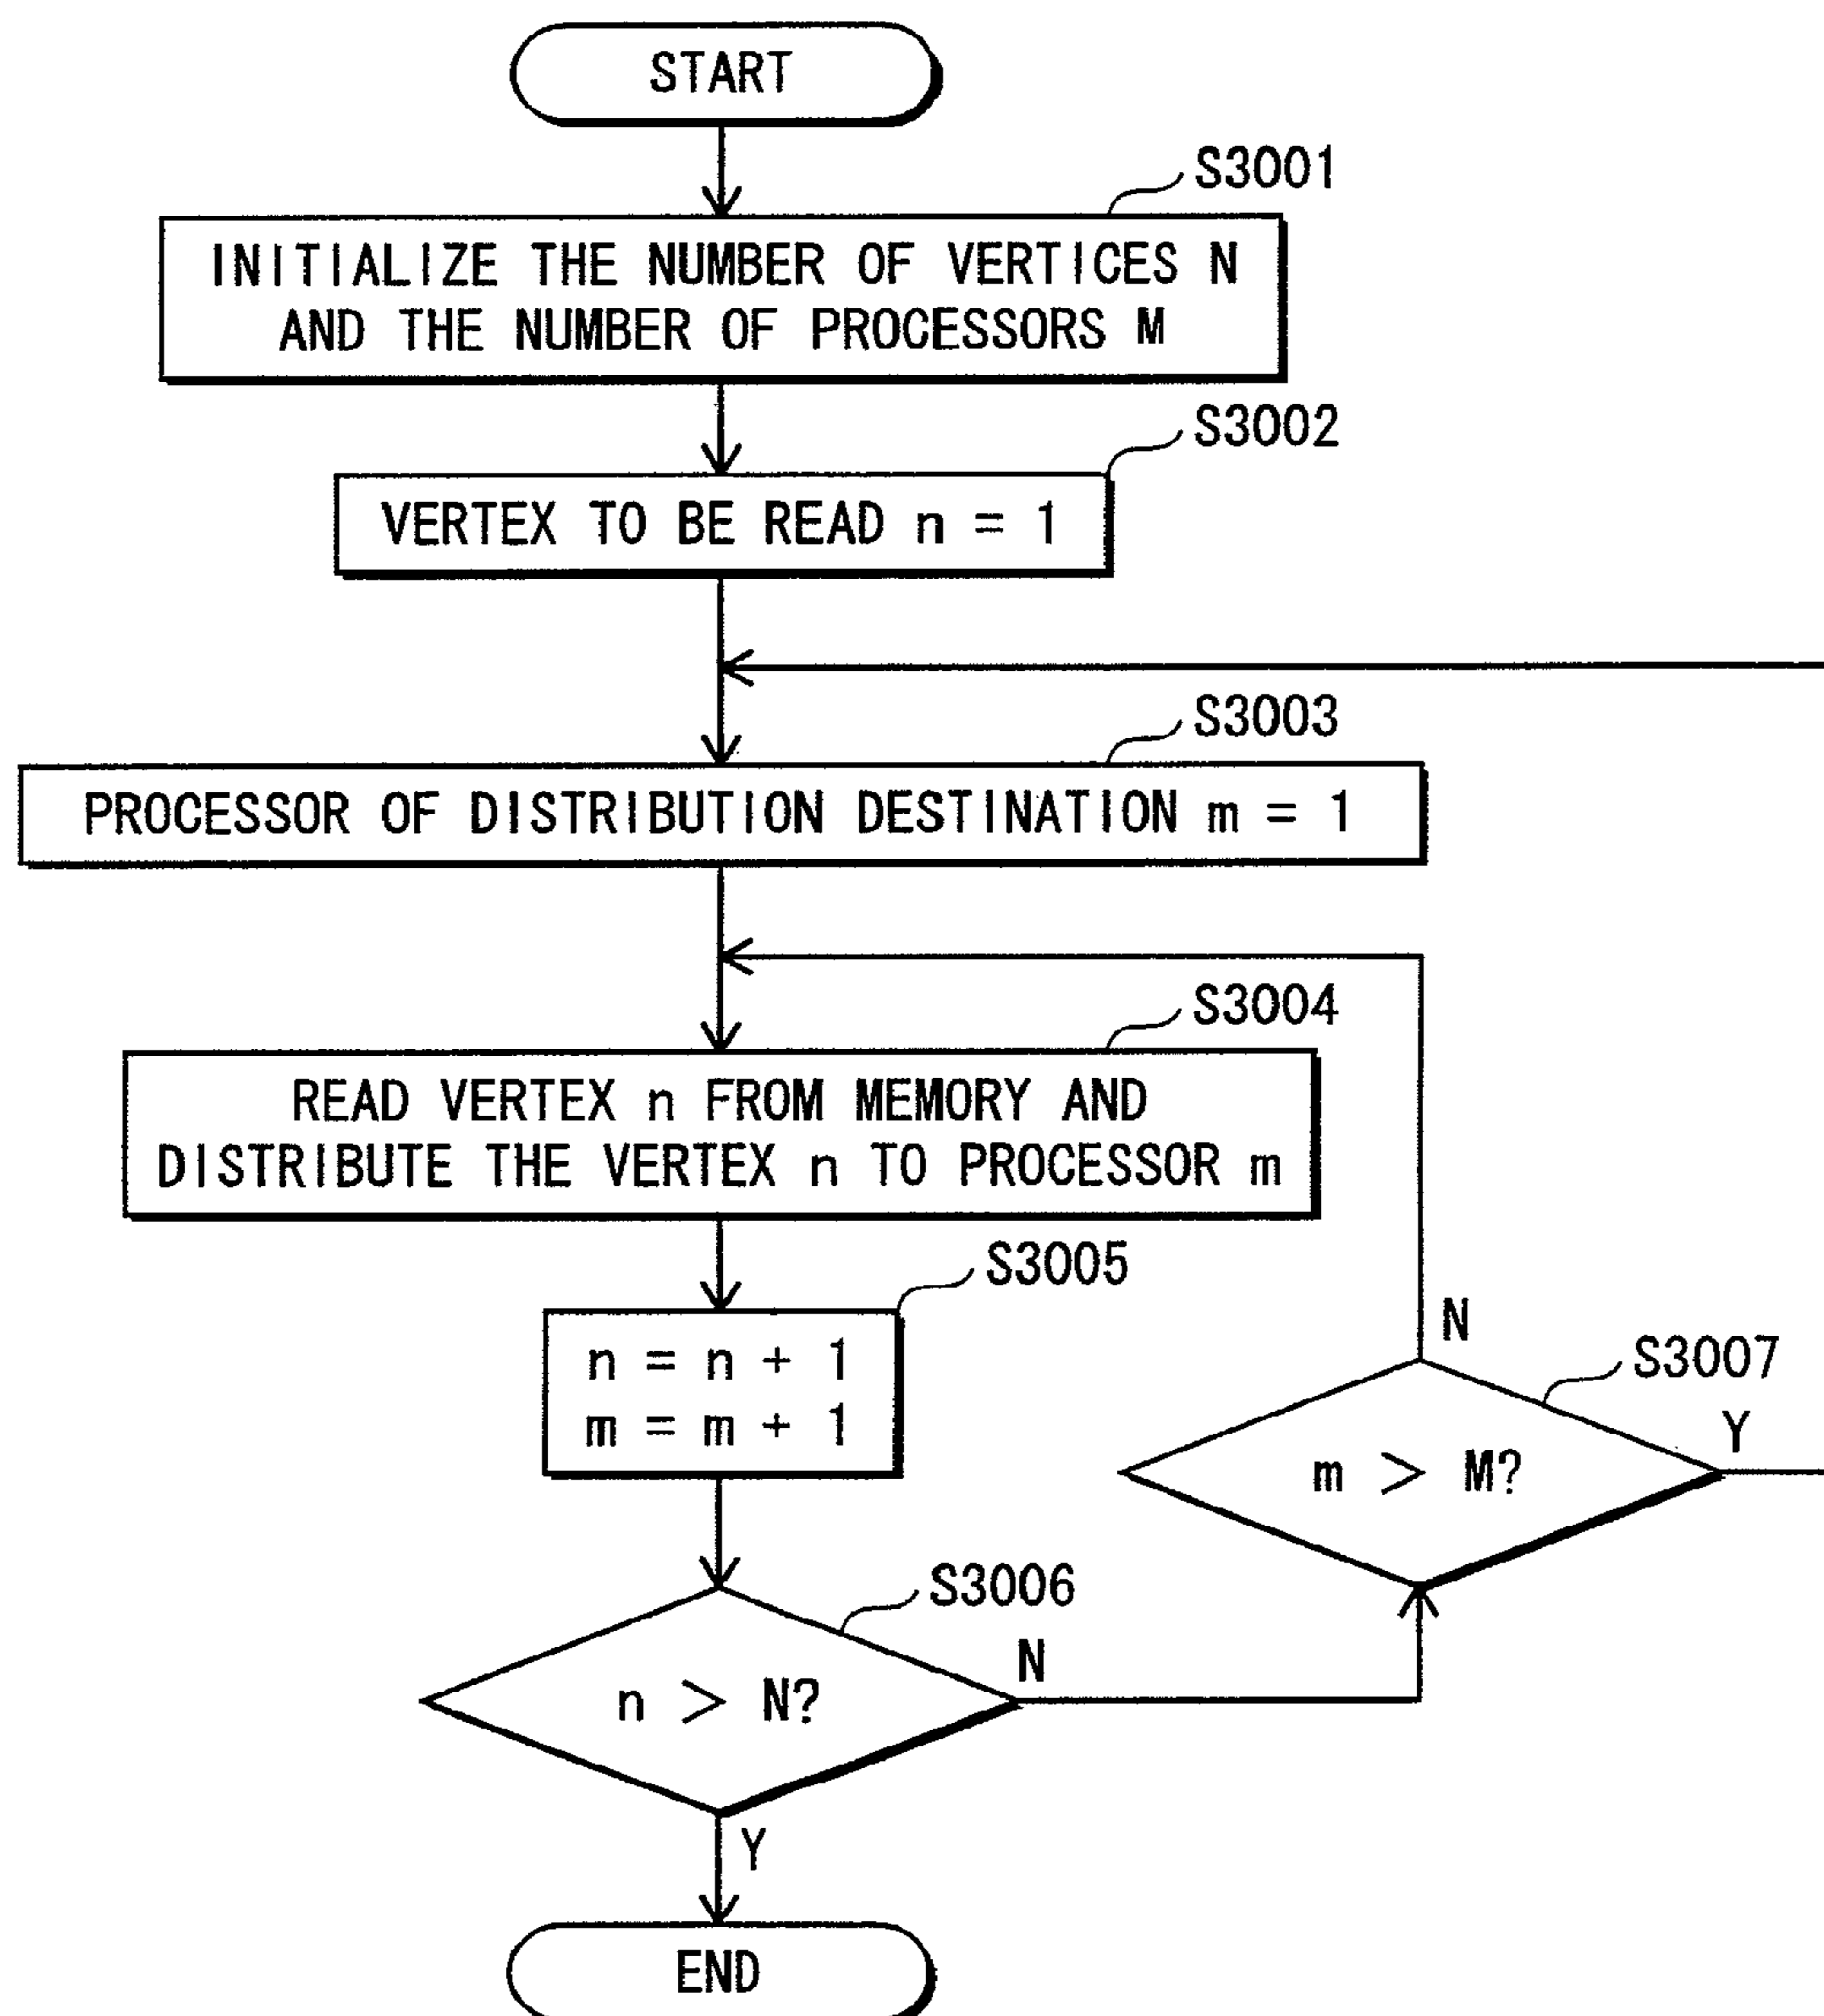 START
S3001
INITIALIZE THE NUMBER OF VERTICES N
AND THE NUMBER OF PROCESSORS M
S3002
VERTEX TO BE READ n = 1
S3003
PROCESSOR OF DISTRIBUTION DESTINATION m = 1
S3004
READ VERTEX n FROM MEMORY AND
DISTRIBUTE THE VERTEX n TO PROCESSOR m
S3005
n = n + 1
m = m + 1
N
S3007
Y
m > M?
S3006
N
n > N?
Y
END